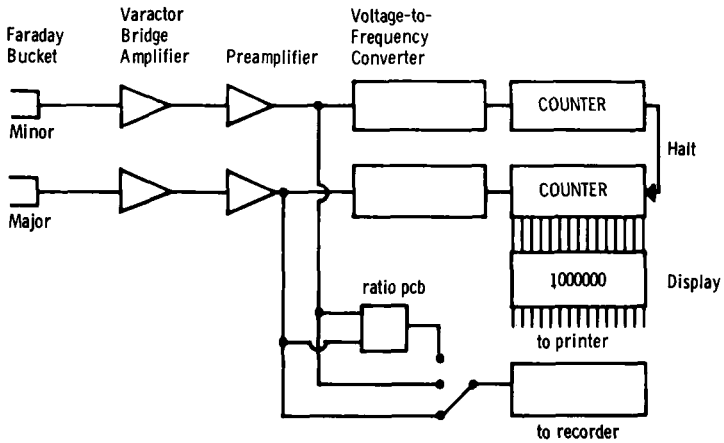 Faraday
Bucket
Varactor
Bridge
Amplifier
Preamplifier
Voltage-to-
Frequency
Converter
Minor
COUNTER
Halt
Major
COUNTER
1000000
Display
ratio pcb
to printer
to recorder